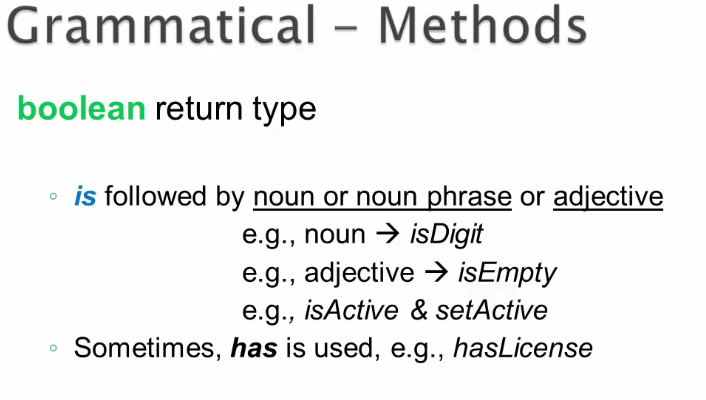 Grammatical – Methods
boolean return type
◦ is followed by noun or noun phrase or adjective
e.g., noun → isDigit
e.g., adjective → isEmpty
e.g., isActive & setActive
◦ Sometimes, has is used, e.g., hasLicense